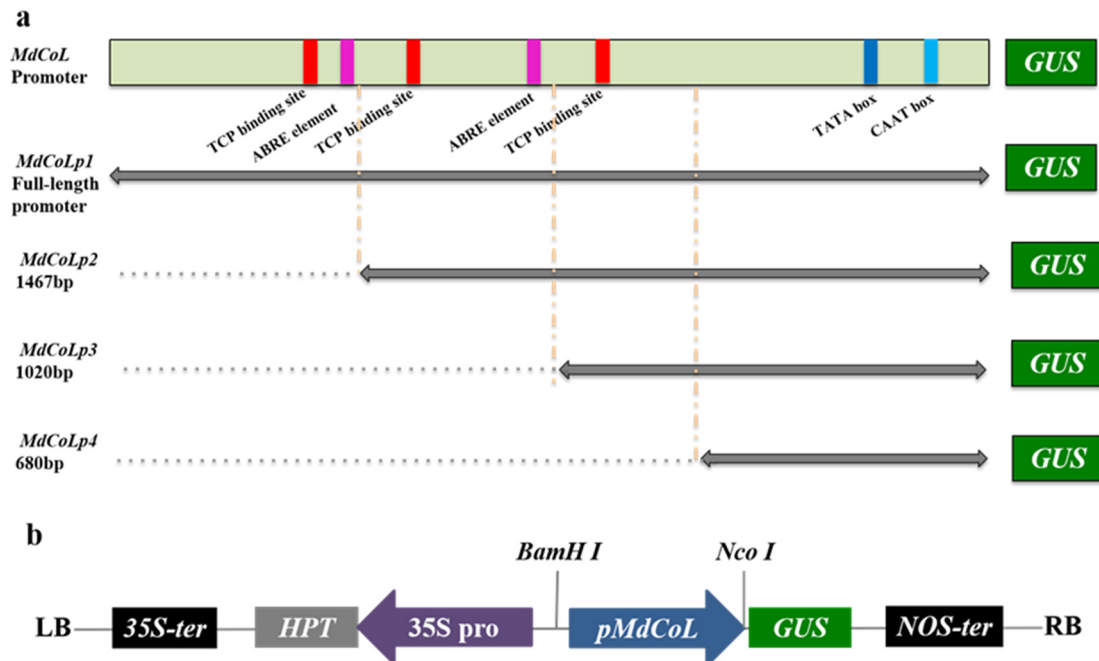 a
MdCoL
Promoter
GUS
TCP binding site
ABRE element
TCP binding site
ABRE element
TCP binding site
TATA box
CAAT box
MdCoLp1
Full-length
promoter
GUS
MdCoLp2
1467bp
GUS
MdCoLp3
1020bp
GUS
MdCoLp4
680bp
GUS
b
BamH I
Nco I
LB
35S-ter
HPT
35S pro
pMdCoL
GUS
NOS-ter
RB